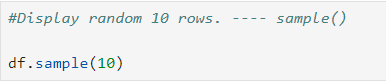 #Display random 10 rows. ---- sample()
df.sample(10)